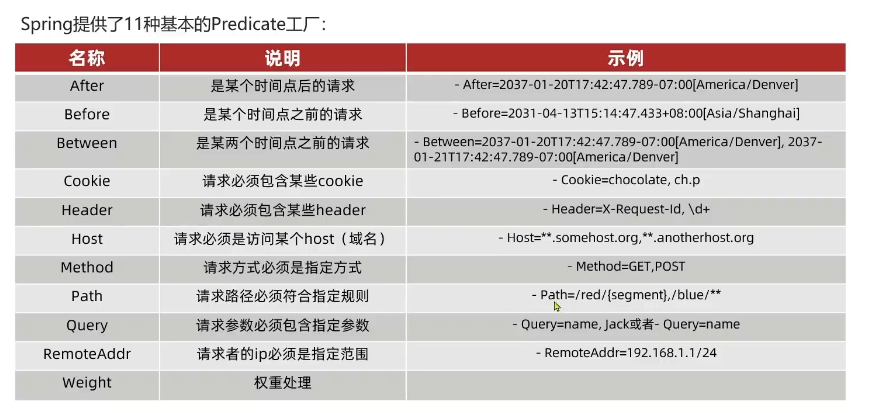 Spring提供了11种基本的Predicate工厂：
名称 说明 示例
After 是某个时间点后的请求 - After=2037-01-20T17:42:47.789-07:00[America/Denver]
Before 是某个时间点之前的请求 - Before=2031-04-13T15:14:47.433+08:00[Asia/Shanghai]
Between 是某两个时间点之前的请求 - Between=2037-01-20T17:42:47.789-07:00[America/Denver], 2037-
01-21T17:42:47.789-07:00[America/Denver]
Cookie 请求必须包含某些cookie - Cookie=chocolate, ch.p
Header 请求必须包含某些header - Header=X-Request-Id, \d+
Host 请求必须是访问某个host（域名） - Host=**.somehost.org,**.anotherhost.org
Method 请求方式必须是指定方式 - Method=GET,POST
Path 请求路径必须符合指定规则 - Path=/red/{segment},/blue/**
Query 请求参数必须包含指定参数 - Query=name, Jack或者- Query=name
RemoteAddr 请求者的ip必须是指定范围 - RemoteAddr=192.168.1.1/24
Weight 权重处理